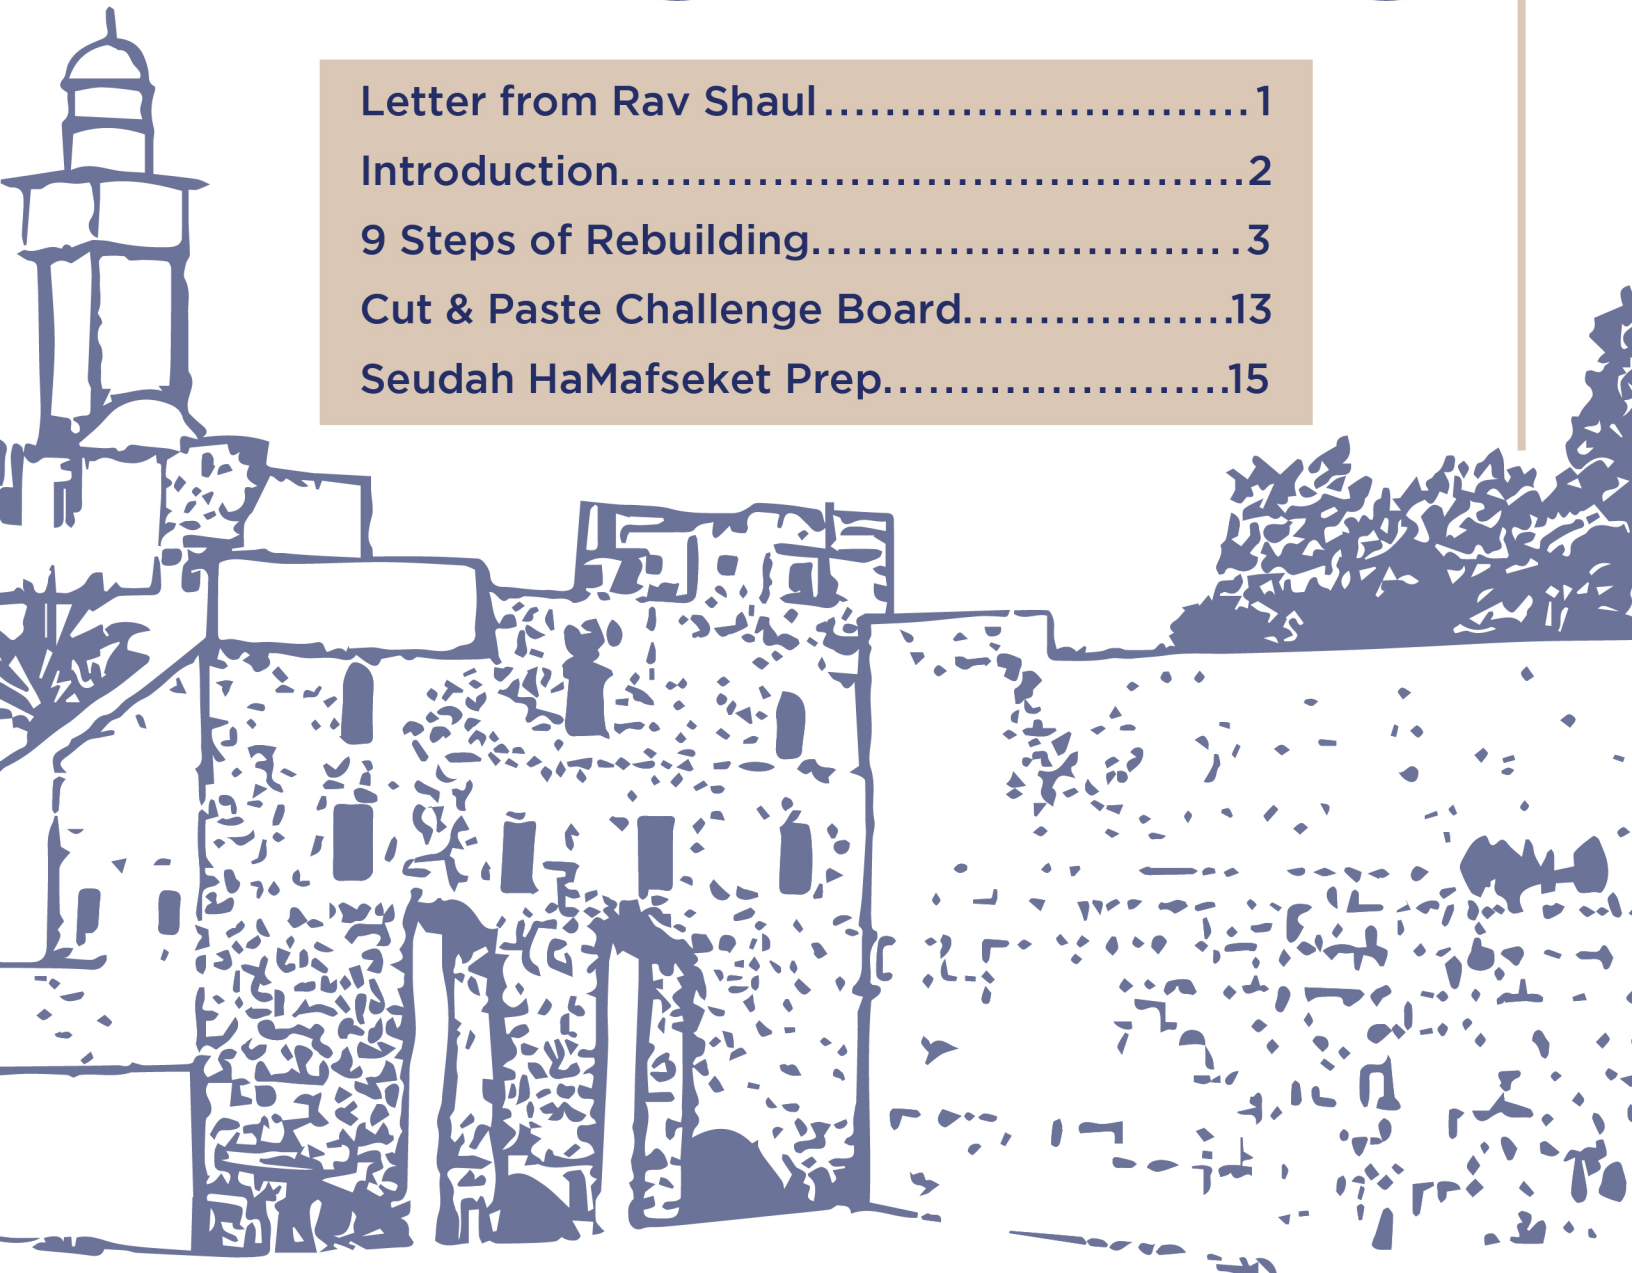 Letter from Rav Shaul............................1
Introduction.........................................2
9 Steps of Rebuilding............................3
Cut & Paste Challenge Board..................13
Seudah HaMafseket Prep.......................15